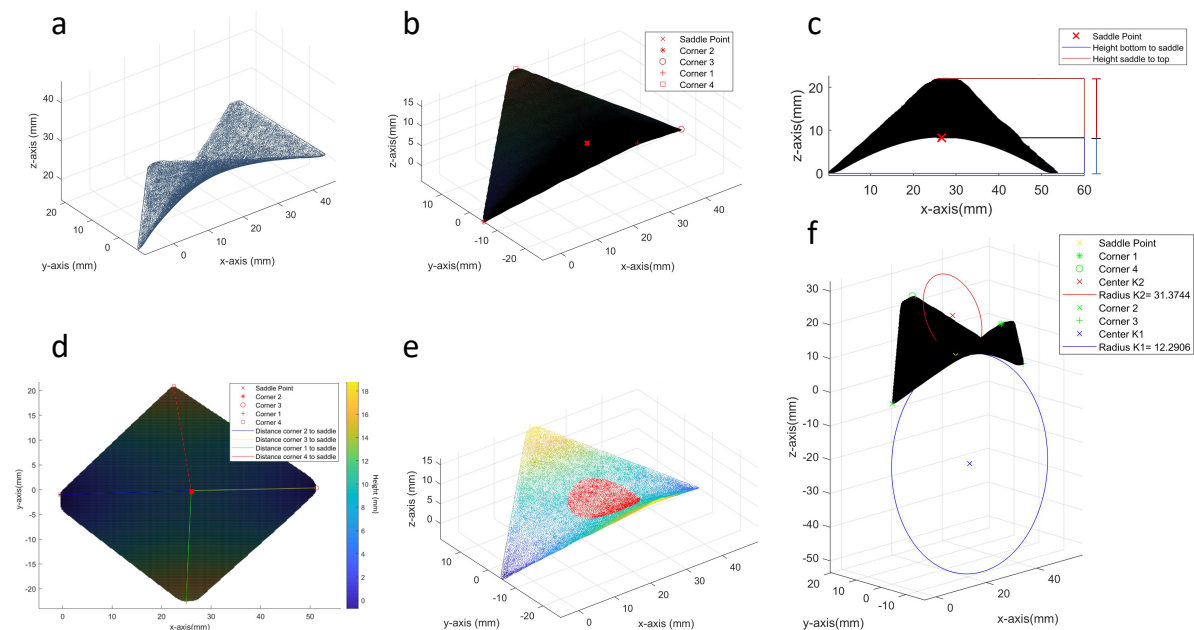 a
40
30
20
10
0
z-axis (mm)
20
10
0
y-axis (mm)
0
10
20
30
40
x-axis (mm)
b
Saddle Point
Corner 2
Corner 3
Corner 1
Corner 4
15
10
5
0
z-axis (mm)
10
0
-10
-20
y-axis(mm)
0
10
20
30
40
x-axis(mm)
c
Saddle Point
Height bottom to saddle
Height saddle to top
20
10
0
z-axis(mm)
10
20
30
40
50
60
x-axis(mm)
d
Saddle Point
Corner 2
Corner 3
Corner 1
Corner 4
Distance corner 2 to saddle
Distance corner 3 to saddle
Distance corner 1 to saddle
Distance corner 4 to saddle
20
15
10
5
0
-5
-10
-15
-20
y-axis(mm)
0
10
20
30
40
50
x-axis(mm)
18
16
14
12
10
8
6
4
2
0
Height (mm)
e
15
10
5
0
z-axis (mm)
10
0
-10
-20
y-axis (mm)
0
10
20
30
40
x-axis (mm)
f
Saddle Point
Corner 1
Corner 4
Center K2
Radius K2= 31.3744
Corner 2
Corner 3
Center K1
Radius K1= 12.2906
30
20
10
0
-10
-20
-30
-40
-50
z-axis(mm)
20
10
0
-10
y-axis(mm)
0
20
40
x-axis(mm)